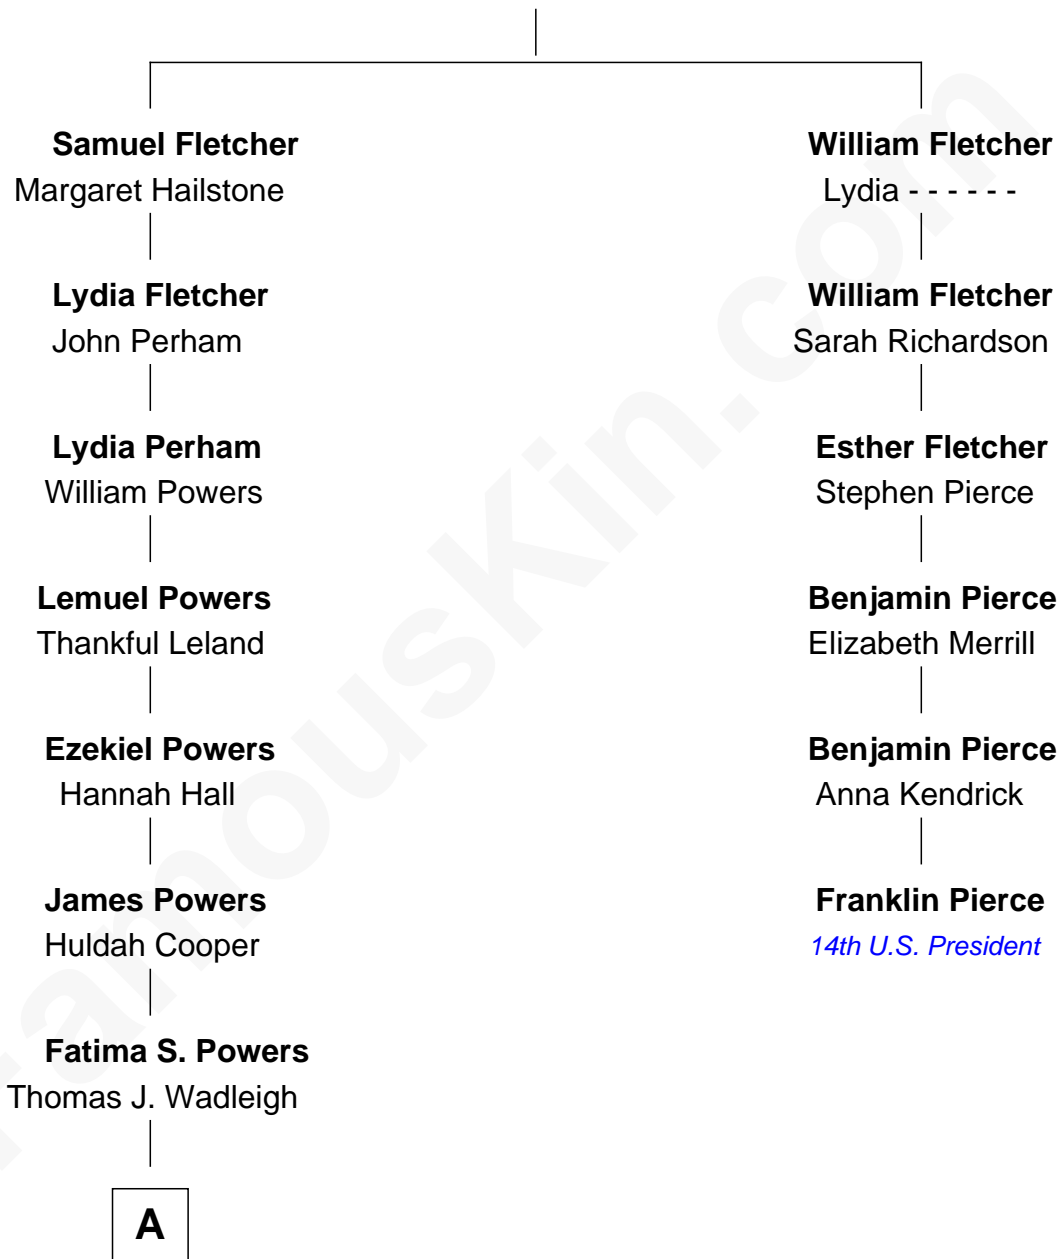 Samuel Fletcher
Margaret Hailstone
Lydia Fletcher
John Perham
Lydia Perham
William Powers
Lemuel Powers
Thankful Leland
Ezekiel Powers
Hannah Hall
James Powers
Huldah Cooper
Fatima S. Powers
Thomas J. Wadleigh
A
William Fletcher
Lydia - - - - - -
William Fletcher
Sarah Richardson
Esther Fletcher
Stephen Pierce
Benjamin Pierce
Elizabeth Merrill
Benjamin Pierce
Anna Kendrick
Franklin Pierce
14th U.S. President
FamousKin.com